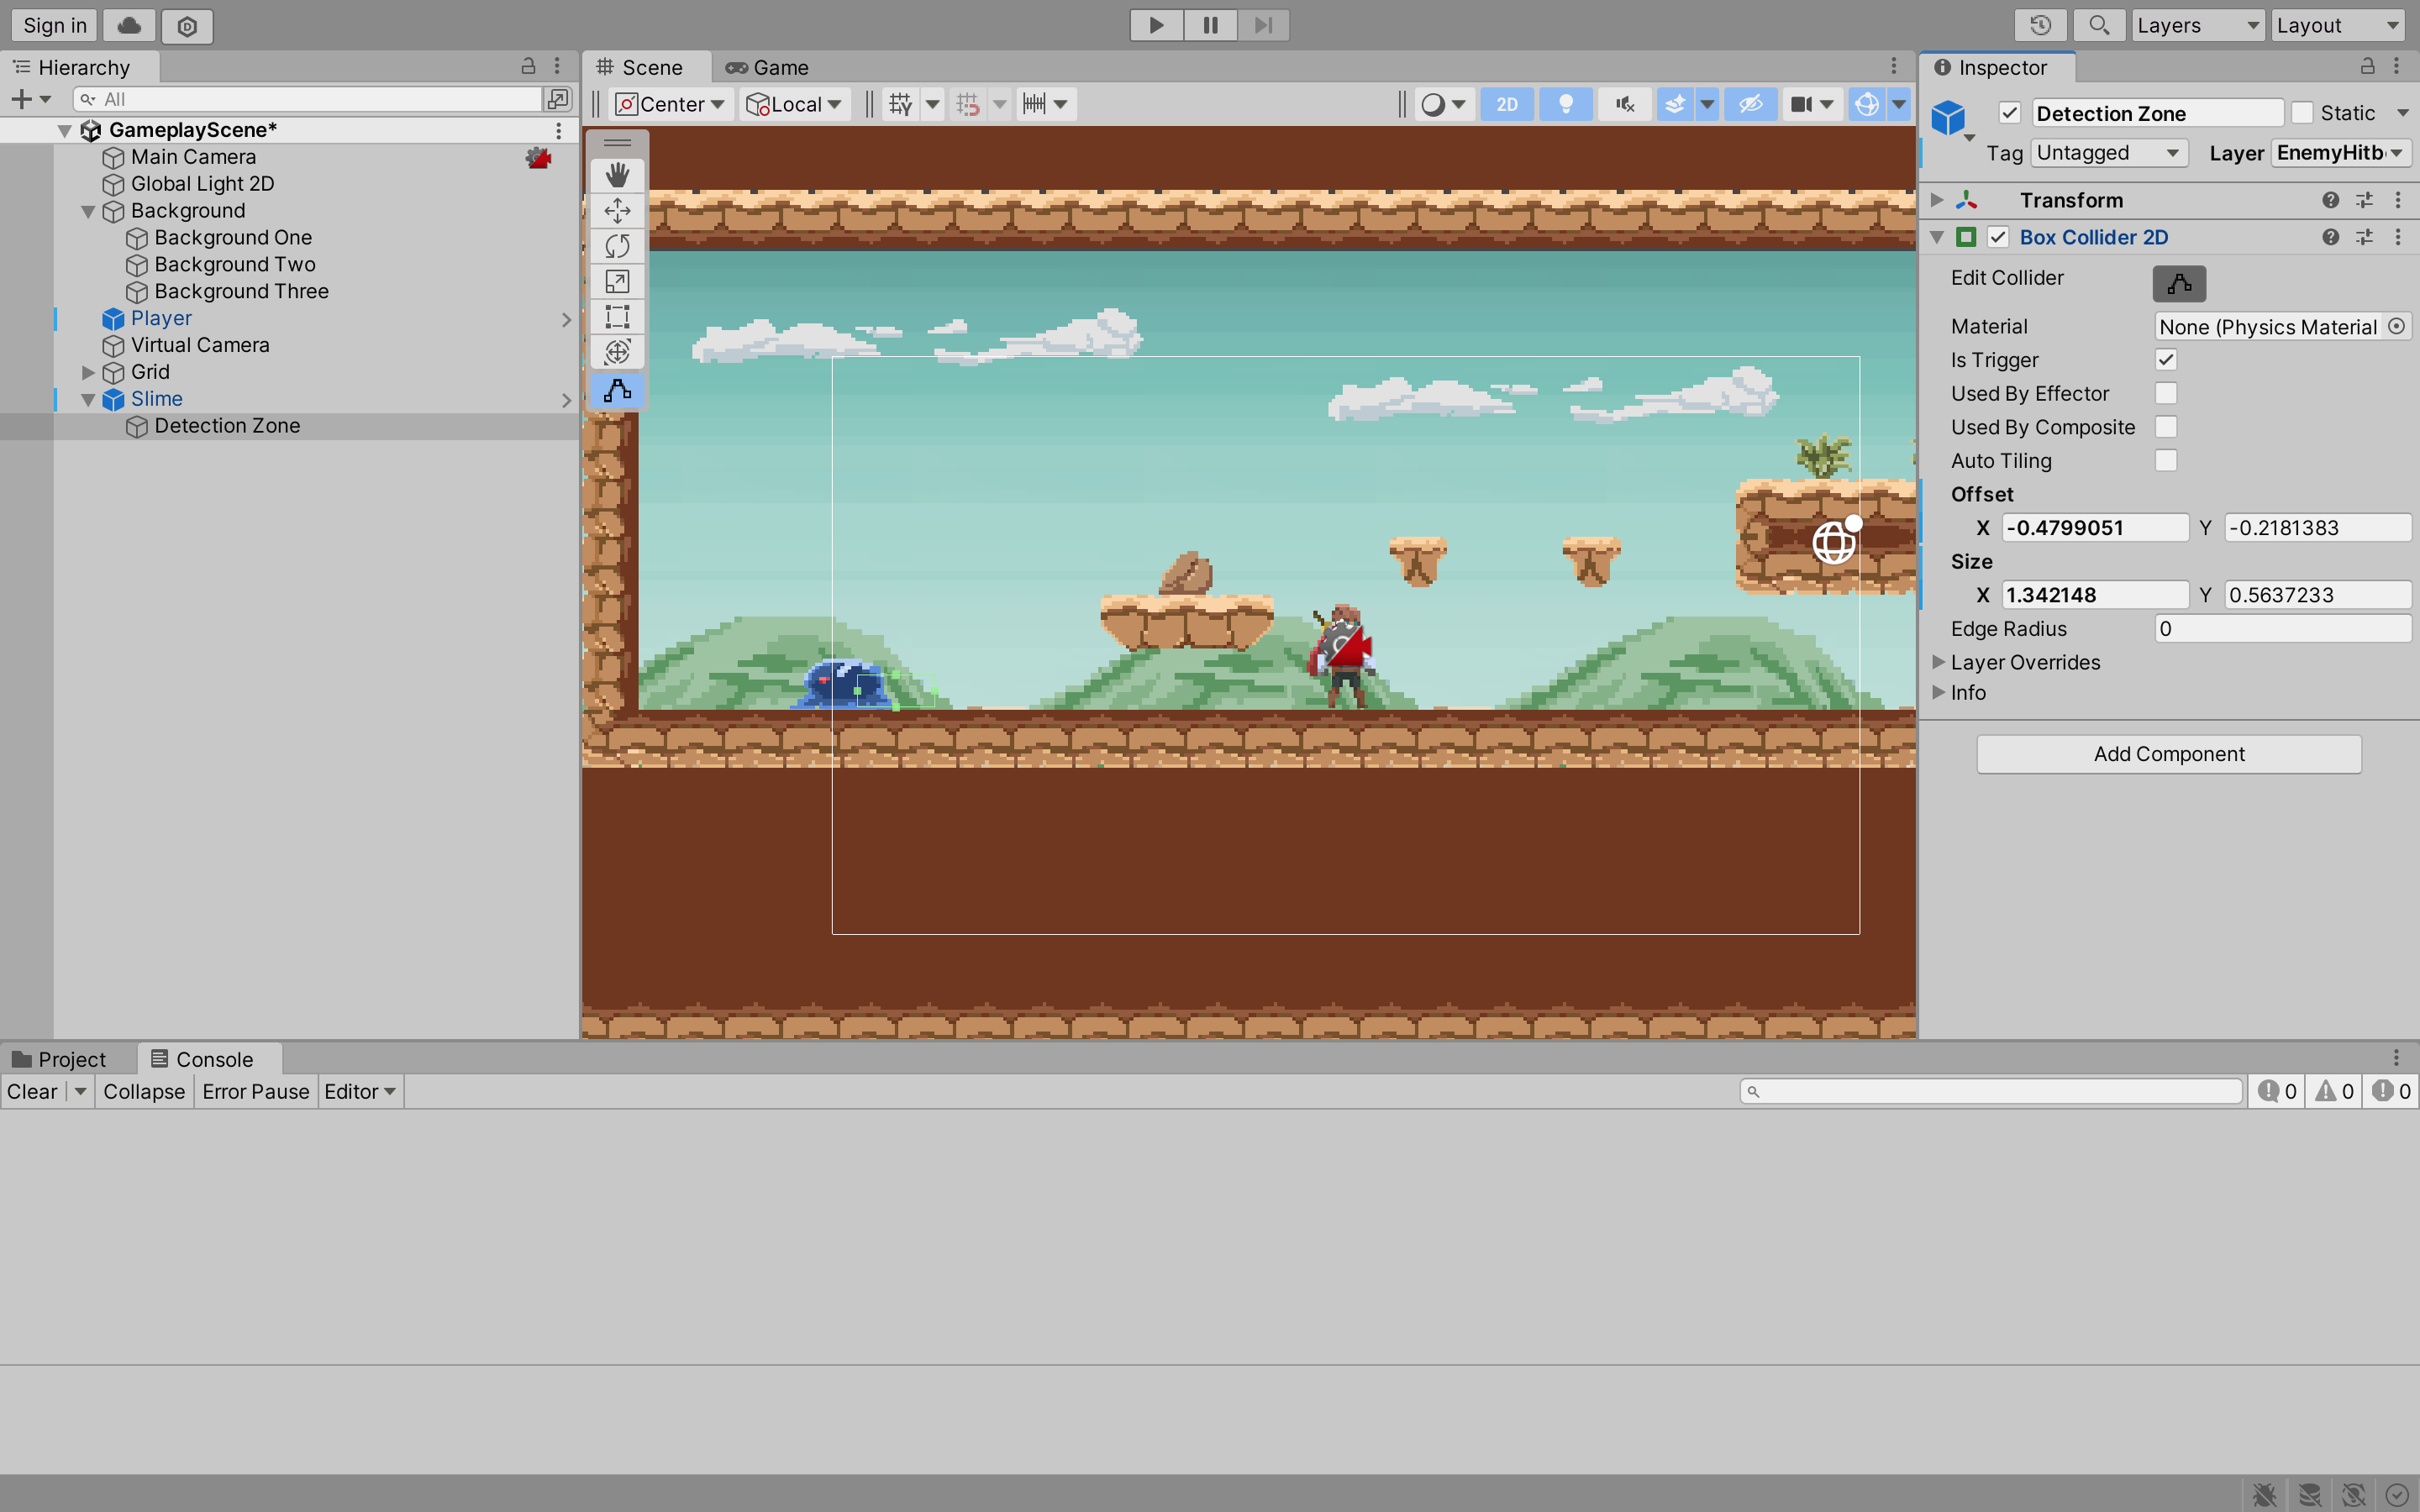 Sign in
Layers
Layout
Hierarchy
All
GameplayScene*
Main Camera
Global Light 2D
Background
Background One
Background Two
Background Three
Player
Virtual Camera
Grid
Slime
Detection Zone
Scene
Game
Center
Local
2D
Inspector
Detection Zone
Static
Tag
Untagged
Layer
EnemyHitb
Transform
Box Collider 2D
Edit Collider
Material
None (Physics Material
Is Trigger
Used By Effector
Used By Composite
Auto Tiling
Offset
X -0.4799051 Y -0.2181383
Size
X 1.342148 Y 0.5637233
Edge Radius 0
Layer Overrides
Info
Add Component
Project
Console
Clear
Collapse
Error Pause
Editor
0
0
0